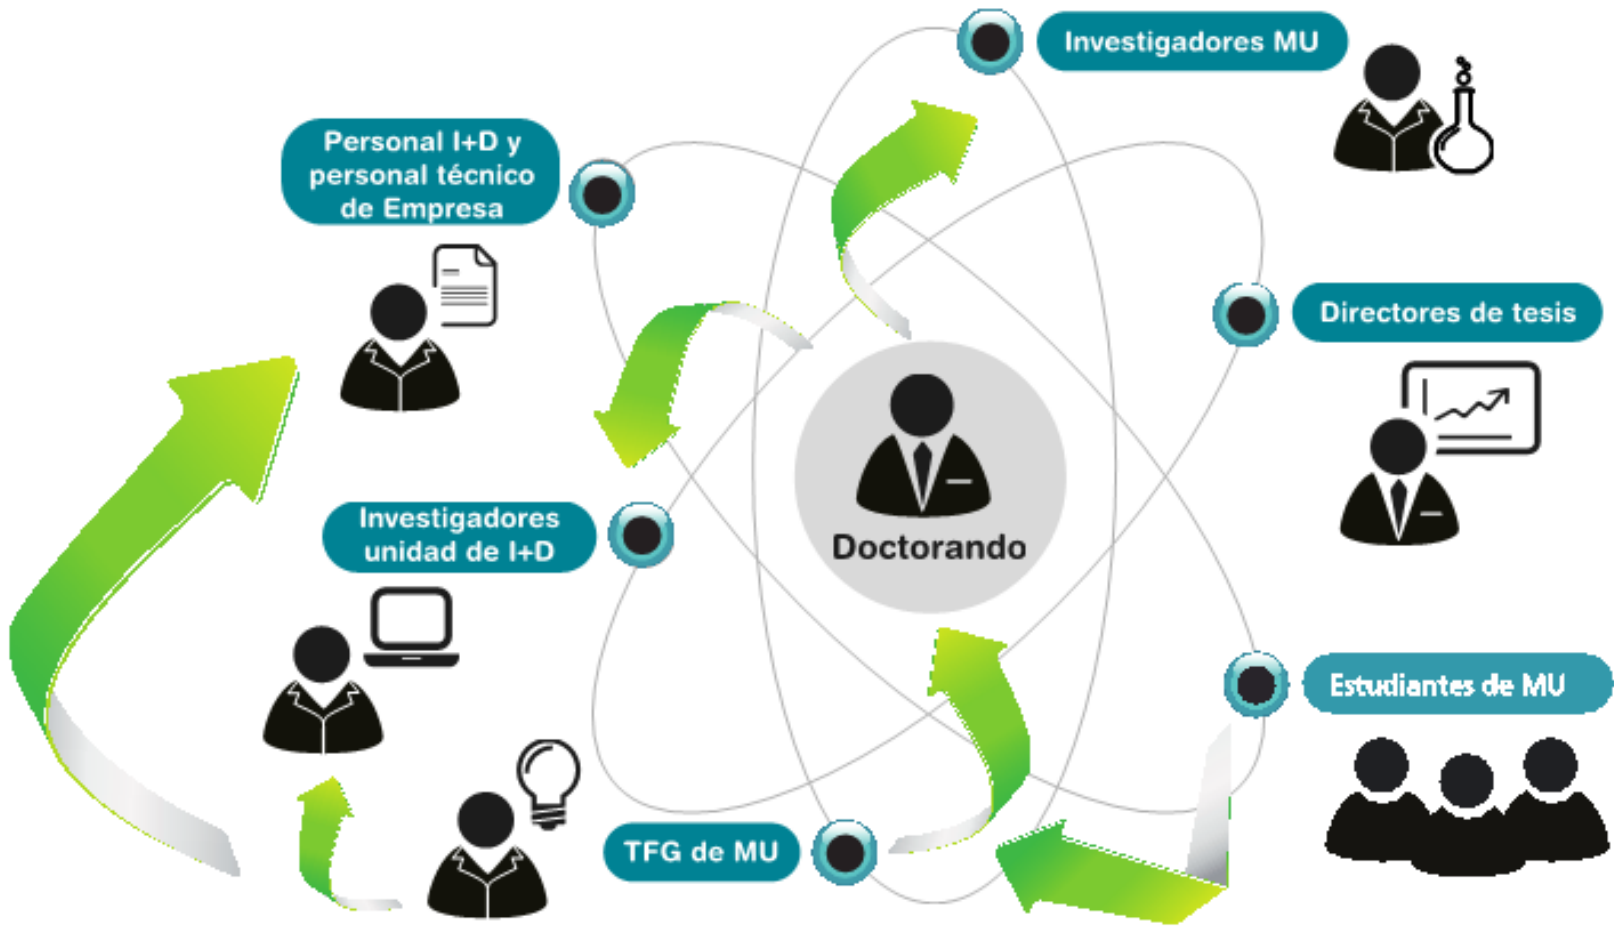 Investigadores MU
Personal I+D y
personal técnico
de Empresa
Directores de tesis
Investigadores
unidad de I+D
Doctorando
Estudiantes de MU
TFG de MU